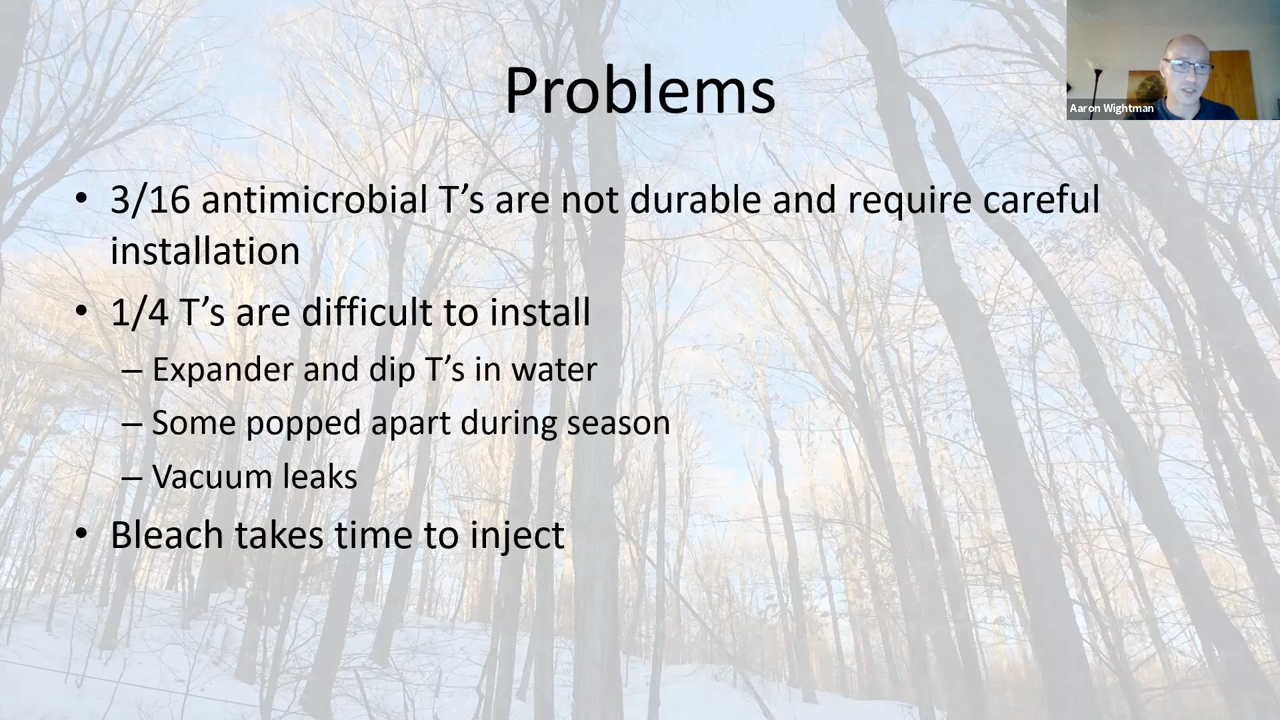 Problems
Aaron Wightman
• 3/16 antimicrobial T’s are not durable and require careful
installation
• 1/4 T’s are difficult to install
– Expander and dip T’s in water
– Some popped apart during season
– Vacuum leaks
• Bleach takes time to inject